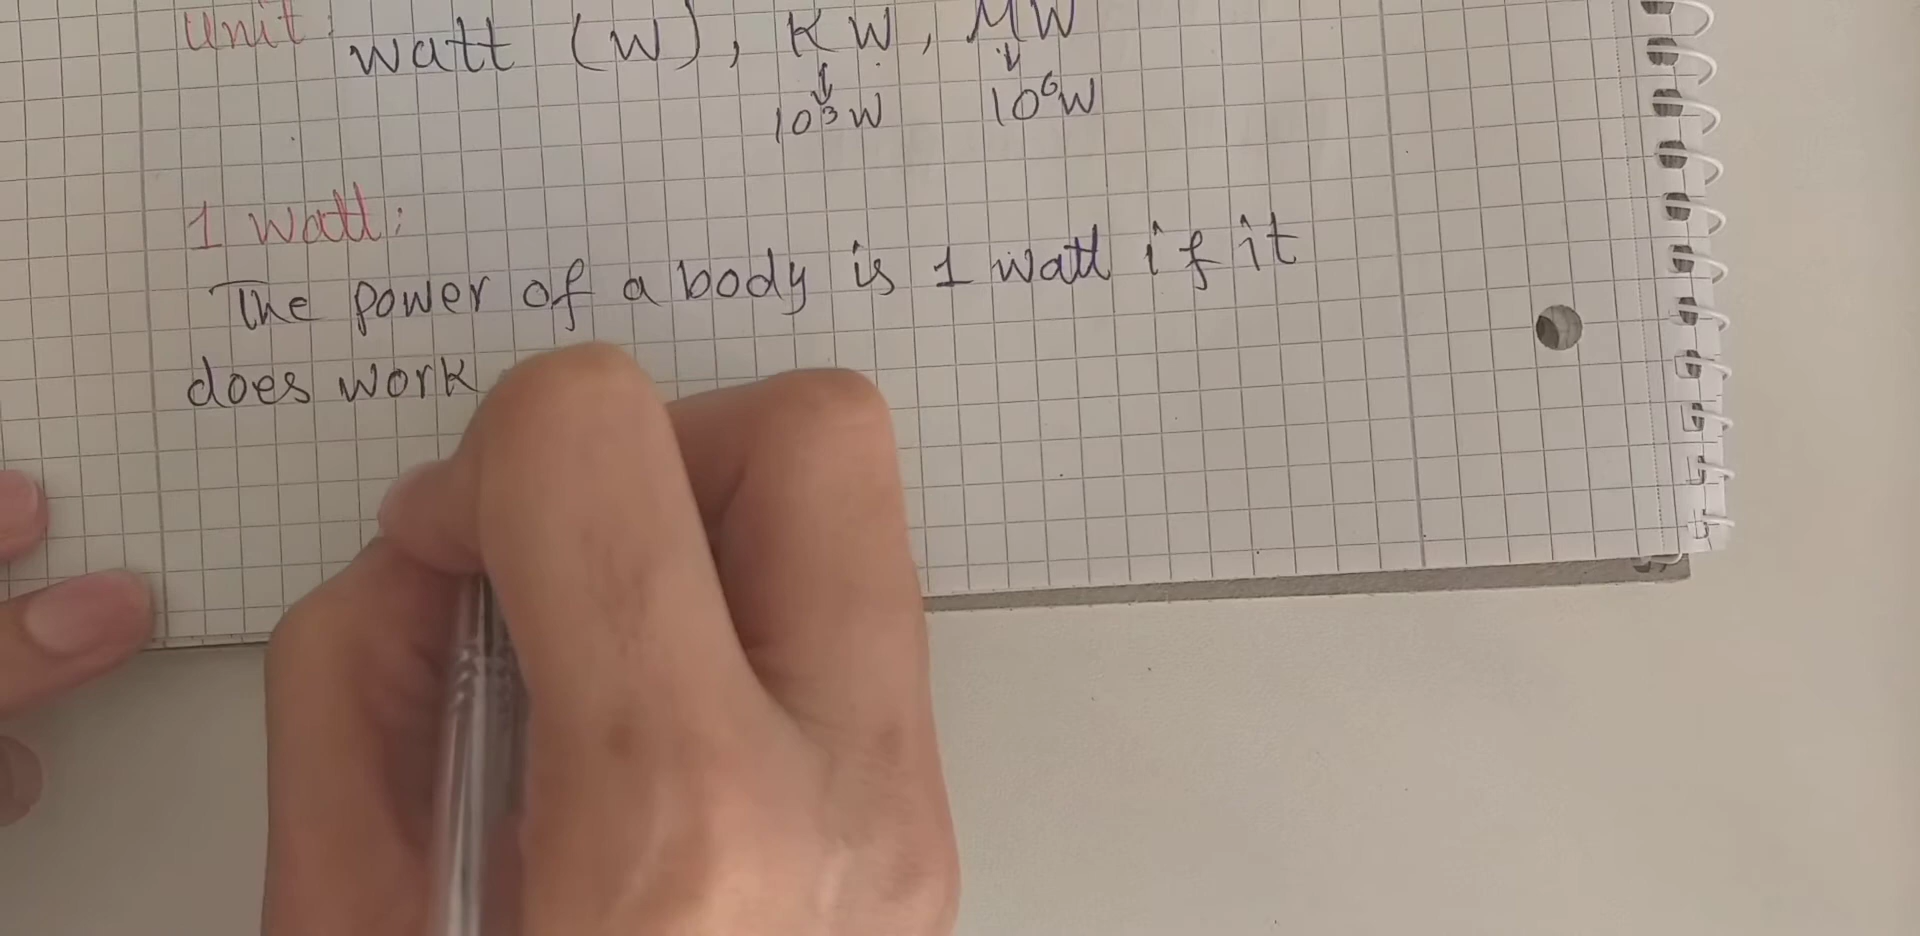 Unit:
watt (W), KW, MW
↓ ↓
10³W 10⁶W
1 Watt:
The power of a body is 1 watt if it
does work